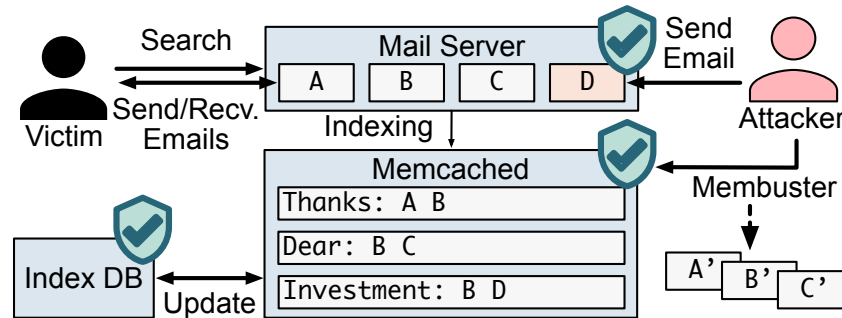 Search
Mail Server
Send
Email
A B C D
Send/Recv.
Emails
Victim
Attacker
Indexing
Memcached
Membuster
Thanks: A B
Dear: B C
Investment: B D
Index DB
Update
A’
B’
C’